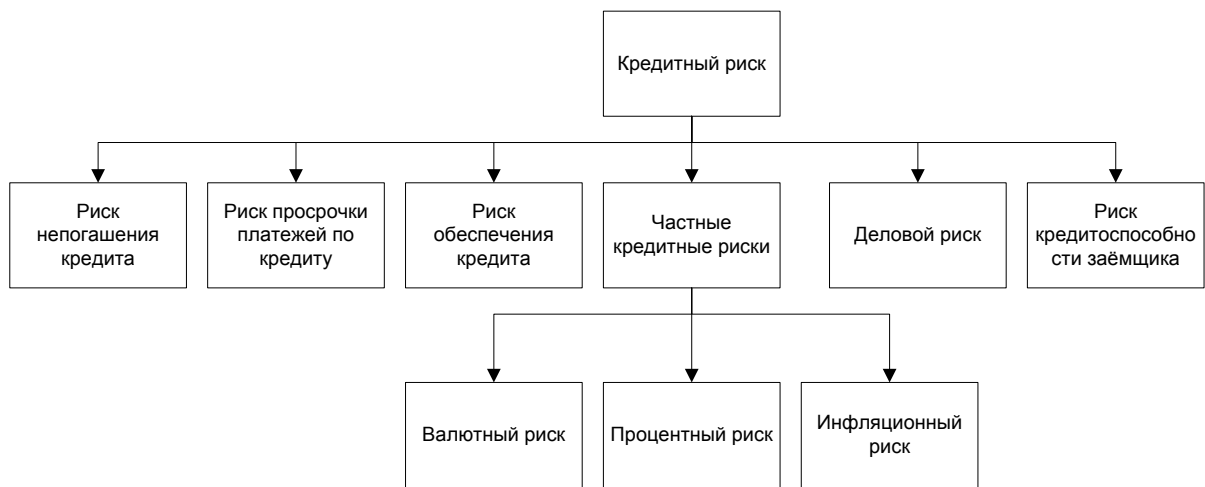 Кредитный риск
Риск
непогашения
кредита
Риск просрочки
платежей по
кредиту
Риск
обеспечения
кредита
Частные
кредитные риски
Деловой риск
Риск
кредитоспособно
сти заёмщика
Валютный риск
Процентный риск
Инфляционный
риск